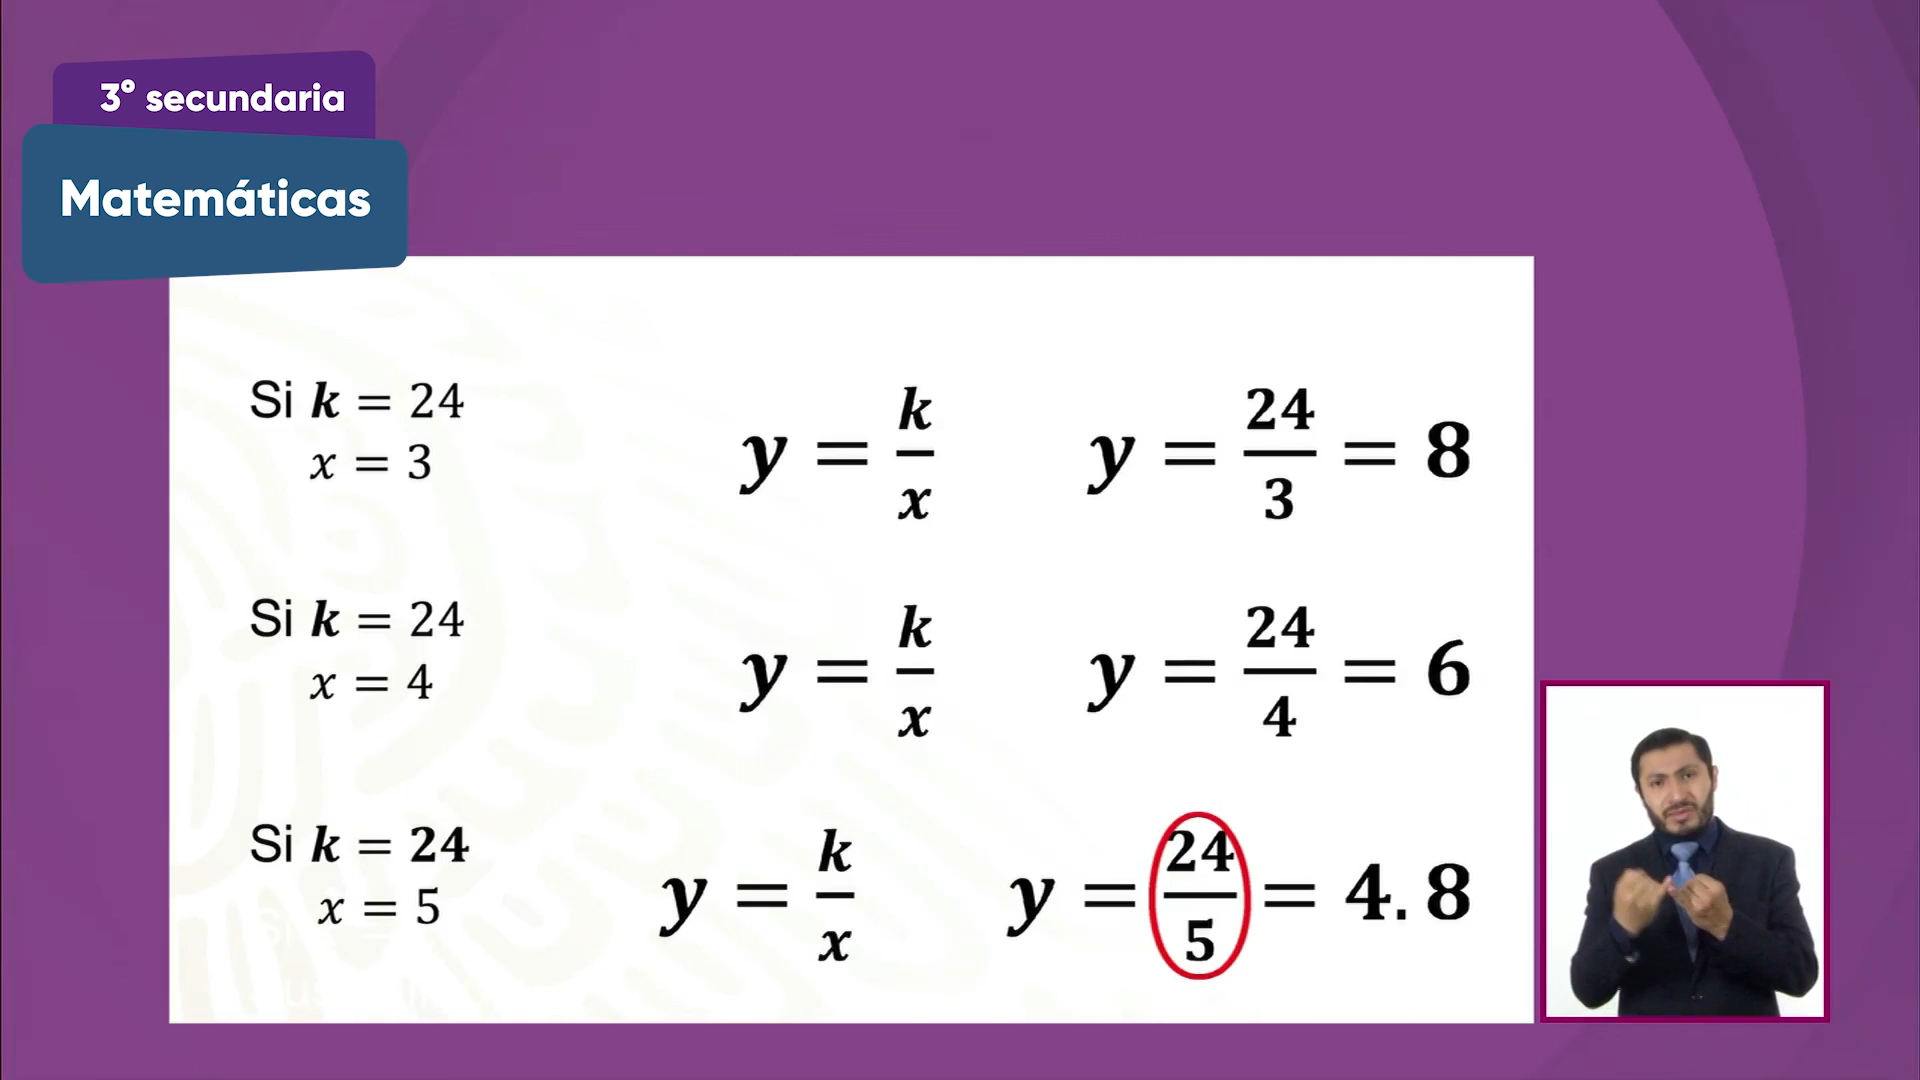 3° secundaria
Matemáticas
Si k = 24
x = 3
y = k/x
y = 24/3 = 8
Si k = 24
x = 4
y = k/x
y = 24/4 = 6
Si k = 24
x = 5
y = k/x
y = 24/5 = 4.8